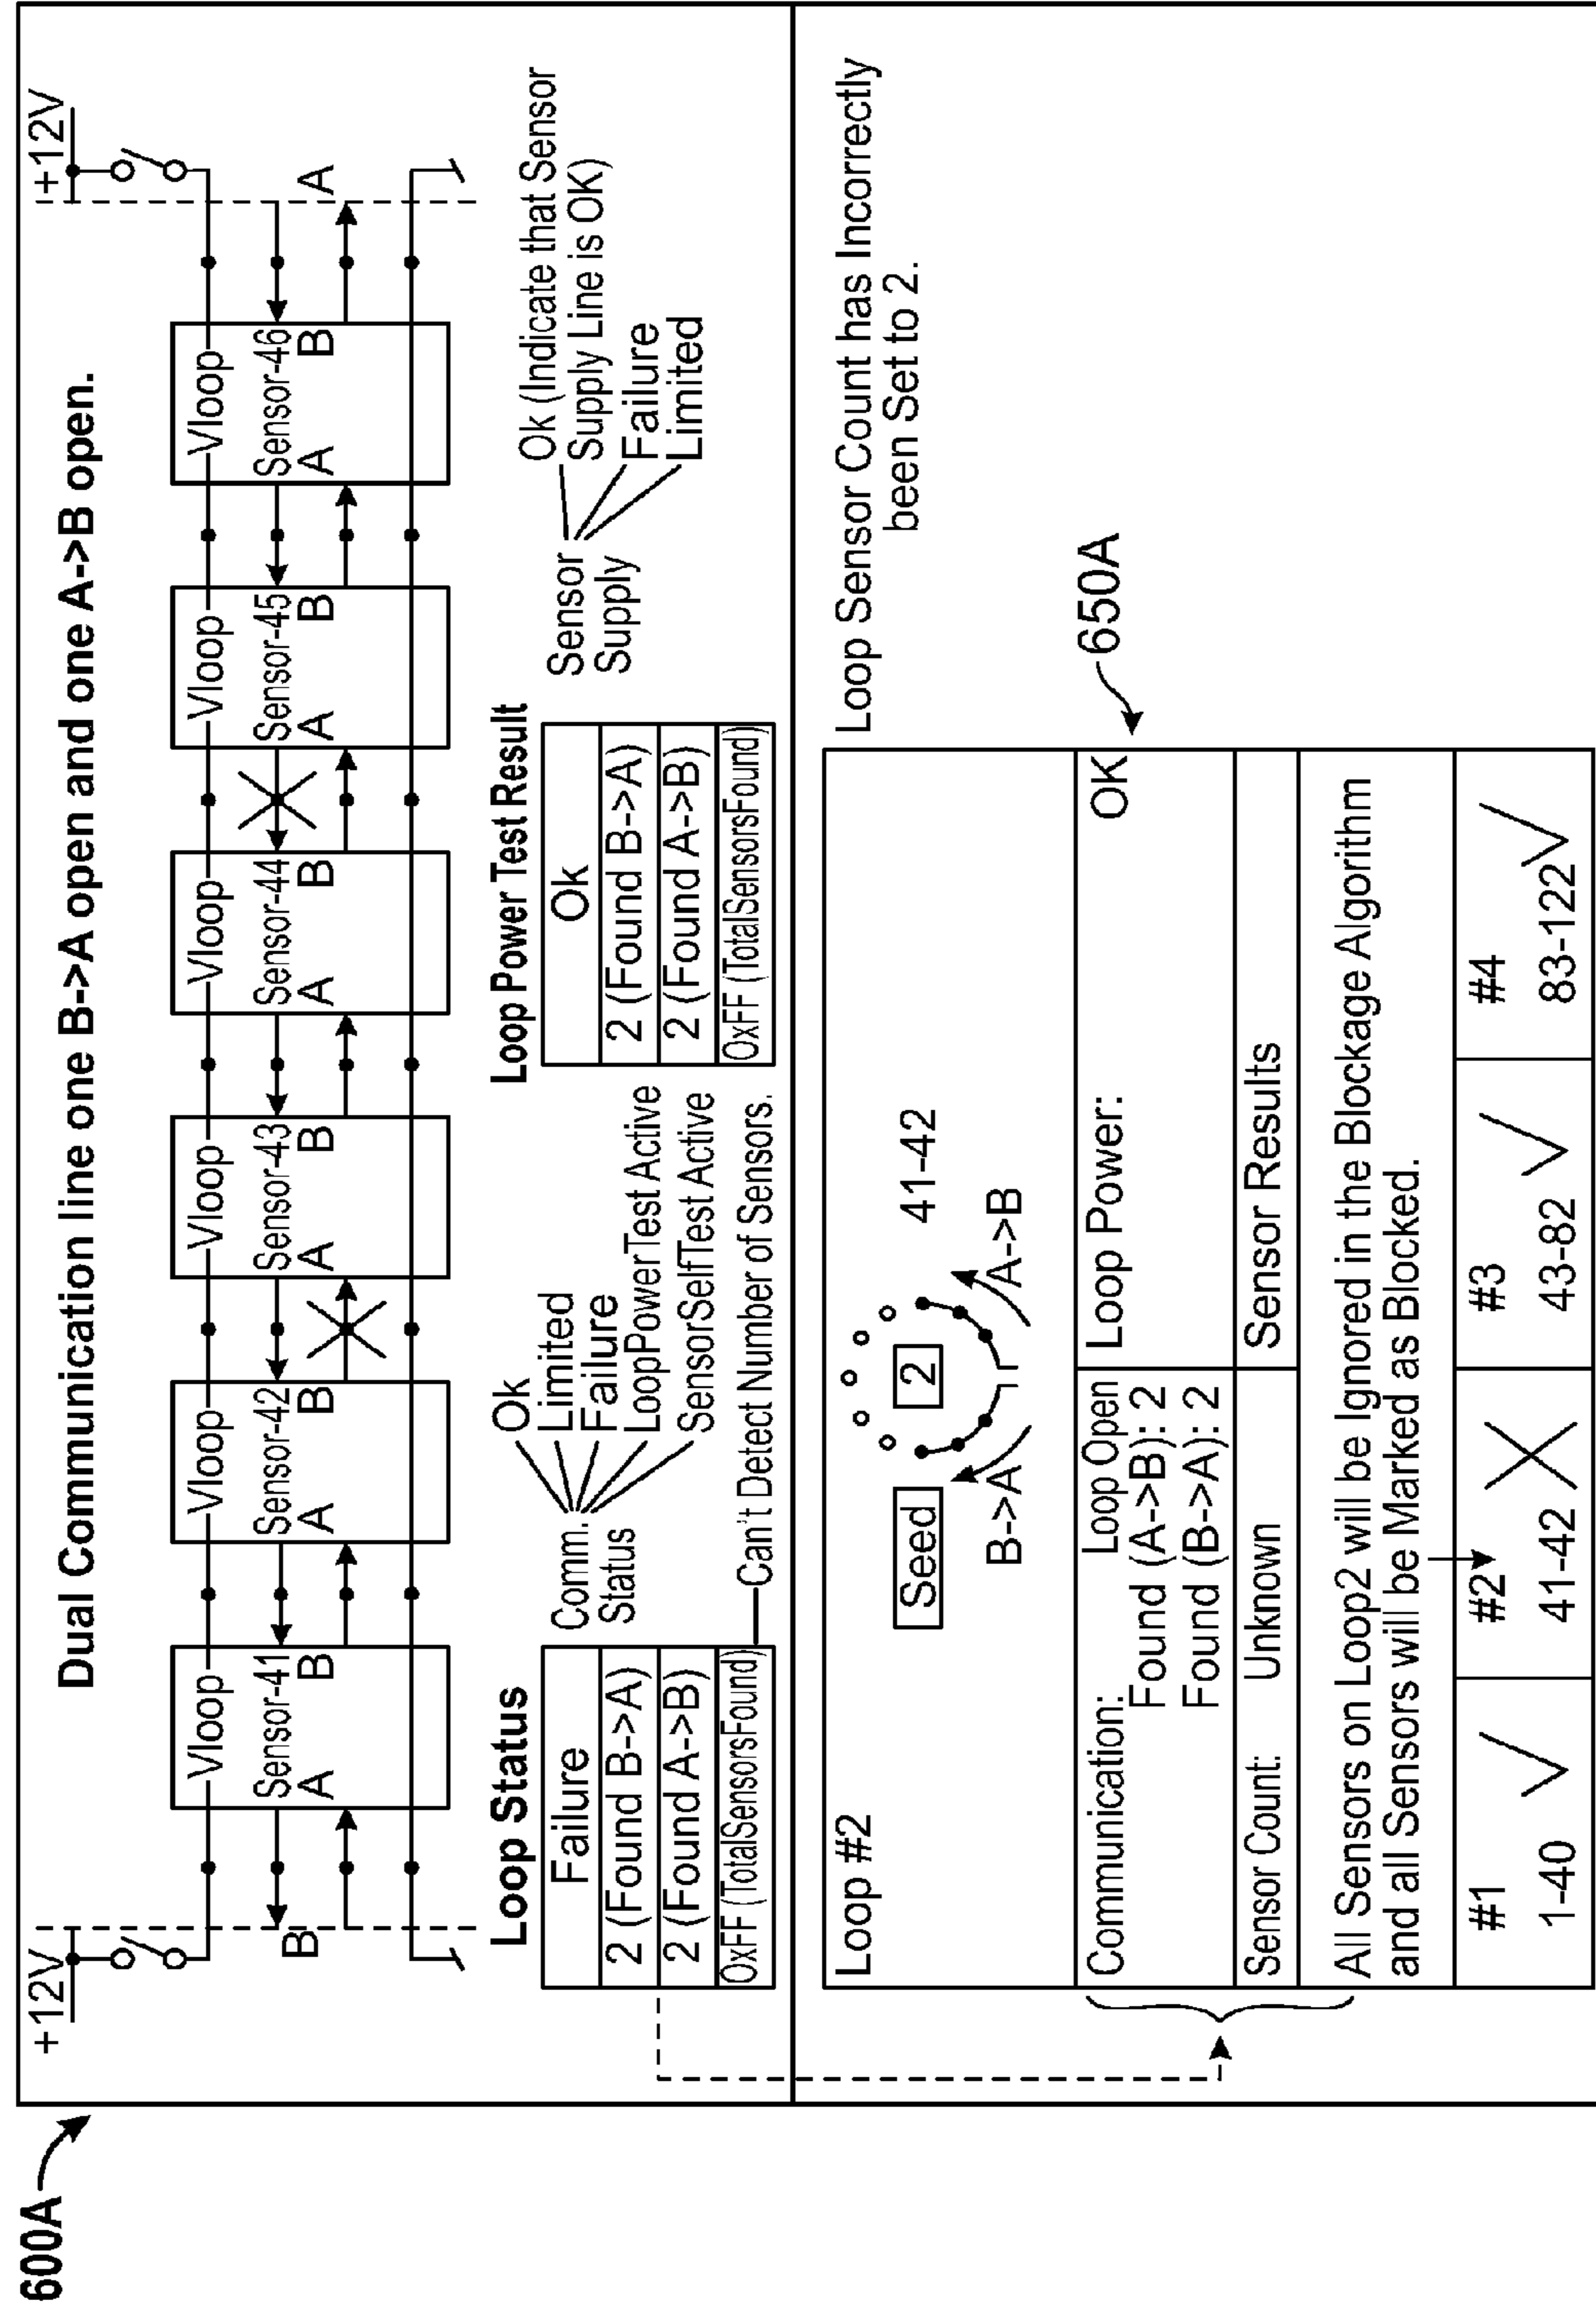 600A
Dual Communication line one B->A open and one A->B open.
+12V
+12V
Vloop
Vloop
Vloop
Vloop
Vloop
Vloop
Sensor-41
Sensor-42
Sensor-43
Sensor-44
Sensor-45
Sensor-46
B
A B
A B
A B
A B
A B
A B
A
Loop Status
Failure
2 (Found B->A)
2 (Found A->B)
OxFF (TotalSensorsFound)
Comm.
Status
Ok
Limited
Failure
LoopPowerTest Active
SensorSelfTest Active
Can't Detect Number of Sensors.
Loop Power Test Result
Ok
2 (Found B->A)
2 (Found A->B)
OxFF (TotalSensorsFound)
Sensor
Supply
Ok (Indicate that Sensor
Supply Line is OK)
Failure
Limited
Loop #2
Seed
2
41-42
B->A
A->B
Communication: Loop Open
Found (A->B): 2
Found (B->A): 2
Loop Power: OK
Sensor Count: Unknown
Sensor Results
All Sensors on Loop2 will be Ignored in the Blockage Algorithm
and all Sensors will be Marked as Blocked.
#1
1-40
#2
41-42
#3
43-82
#4
83-122
Loop Sensor Count has Incorrectly
been Set to 2.
650A